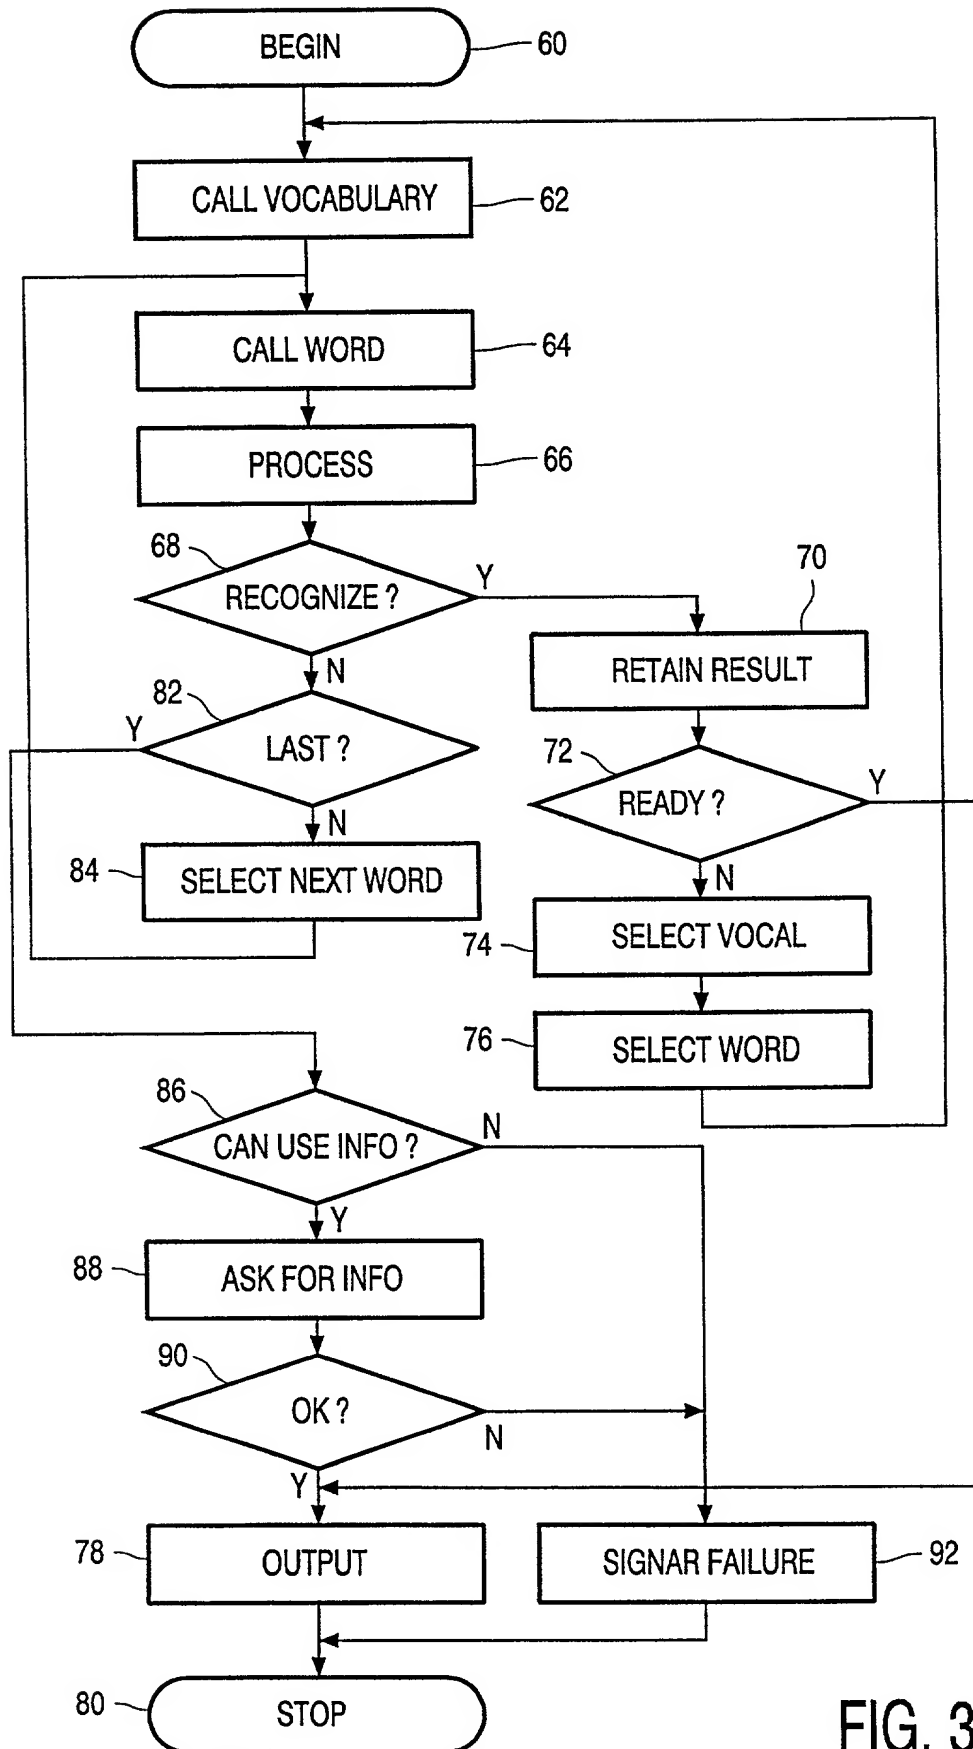 BEGIN
60
CALL VOCABULARY
62
CALL WORD
64
PROCESS
66
68
RECOGNIZE ?
Y
N
70
RETAIN RESULT
82
Y
LAST ?
N
72
READY ?
Y
N
84
SELECT NEXT WORD
74
SELECT VOCAL
76
SELECT WORD
86
CAN USE INFO ?
N
Y
88
ASK FOR INFO
90
OK ?
N
Y
78
OUTPUT
SIGNAR FAILURE
92
80
STOP
FIG. 3